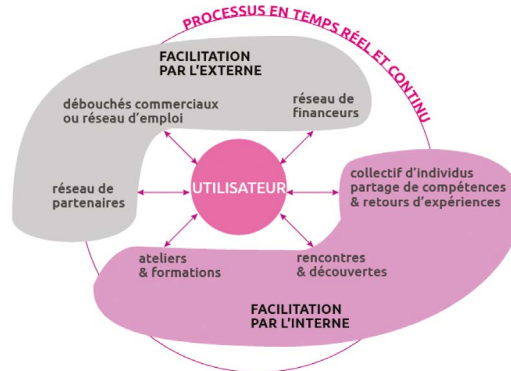 PROCESSUS EN TEMPS RÉEL ET CONTINU
FACILITATION
PAR L'EXTERNE
débouchés commerciaux
ou réseau d'emploi
réseau de
financeurs
réseau de
partenaires
UTILISATEUR
collectif d'individus
partage de compétences
& retours d'expériences
ateliers
& formations
rencontres
& découvertes
FACILITATION
PAR L'INTERNE